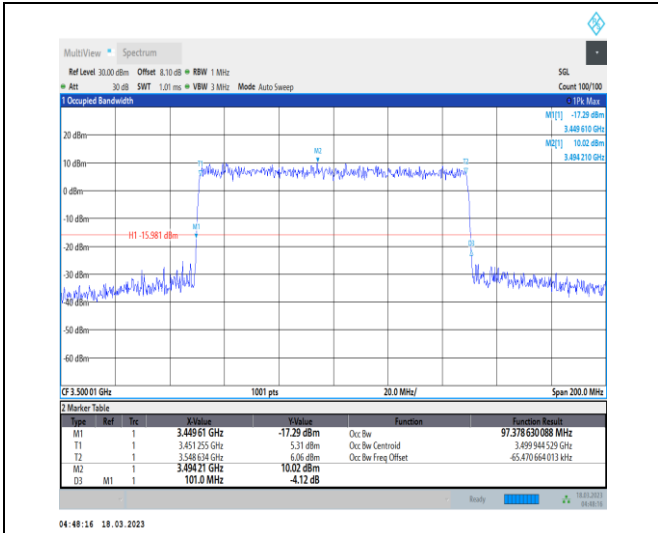 MultiView Spectrum
Ref Level 30.00 dBm Offset 8.10 dB RBW 1 MHz SGL
Att 30 dB SWT 1.01 ms VBW 3 MHz Mode Auto Sweep Count 100/100
1 Occupied Bandwidth 1Pk Max
M1[1] -17.29 dBm
3.449 610 GHz
M2[1] 10.02 dBm
3.494 210 GHz
20 dBm
M2
T1
T2
10 dBm
0 dBm
-10 dBm
M1
H1 -15.981 dBm
D3
-20 dBm
-30 dBm
-40 dBm
-50 dBm
-60 dBm
CF 3.500 01 GHz 1001 pts 20.0 MHz/ Span 200.0 MHz
2 Marker Table
Type Ref Trc X-Value Y-Value Function Function Result
M1 1 3.449 61 GHz -17.29 dBm Occ Bw 97.378 630 088 MHz
T1 1 3.451 255 GHz 5.31 dBm Occ Bw Centroid 3.499 944 529 GHz
T2 1 3.548 634 GHz 6.06 dBm Occ Bw Freq Offset -65.470 664 013 kHz
M2 1 3.494 21 GHz 10.02 dBm
D3 M1 1 101.0 MHz -4.12 dB
Ready 18.03.2023
04:48:16
04:48:16 18.03.2023